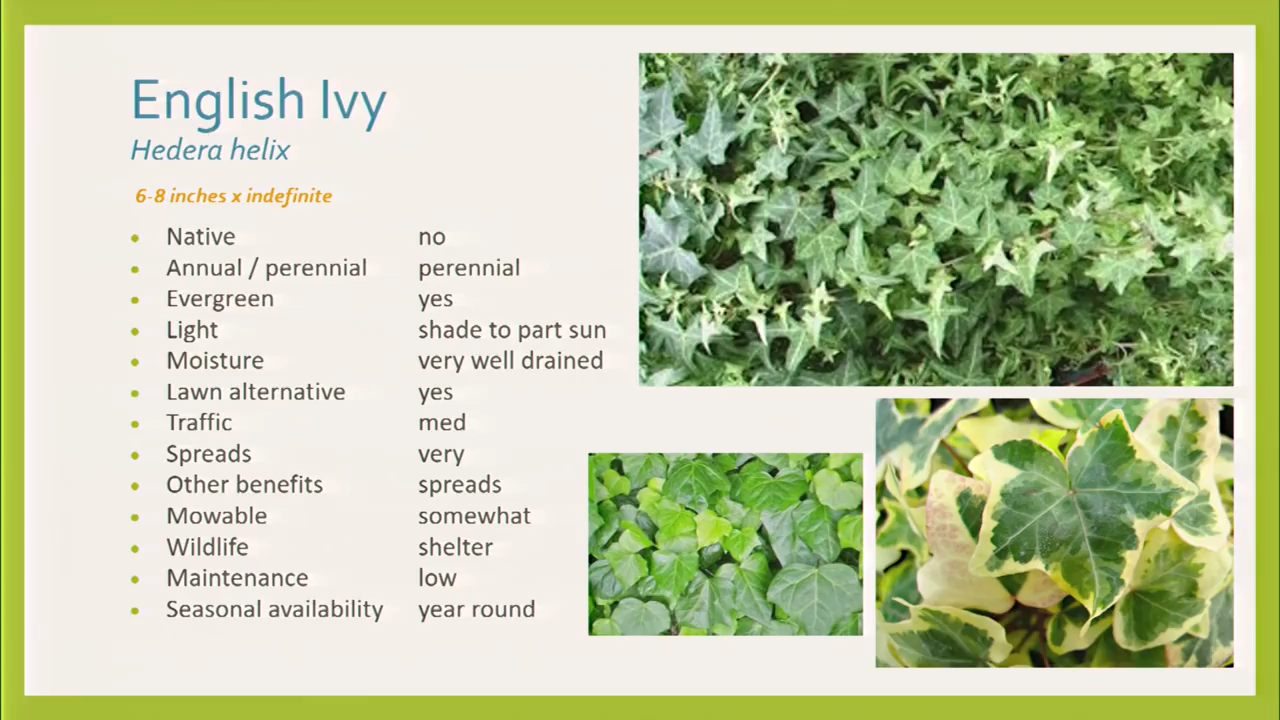 English Ivy
Hedera helix
6-8 inches x indefinite
• Native no
• Annual / perennial perennial
• Evergreen yes
• Light shade to part sun
• Moisture very well drained
• Lawn alternative yes
• Traffic med
• Spreads very
• Other benefits spreads
• Mowable somewhat
• Wildlife shelter
• Maintenance low
• Seasonal availability year round